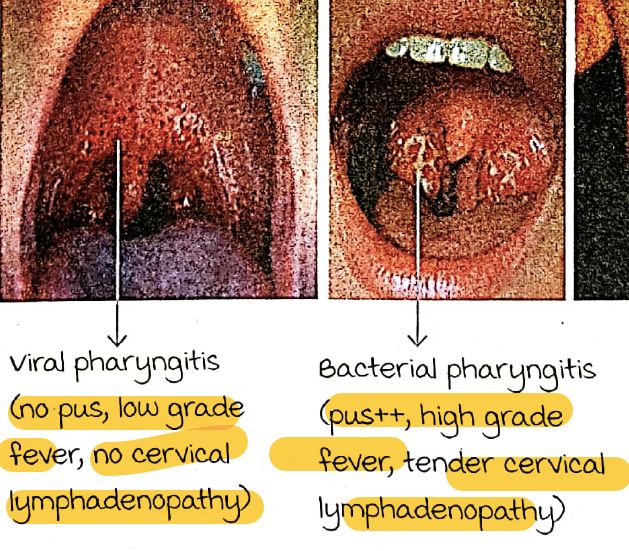 Viral pharyngitis
(no pus, low grade
fever, no cervical
lymphadenopathy)
Bacterial pharyngitis
(pus++, high grade
fever, tender cervical
lymphadenopathy)